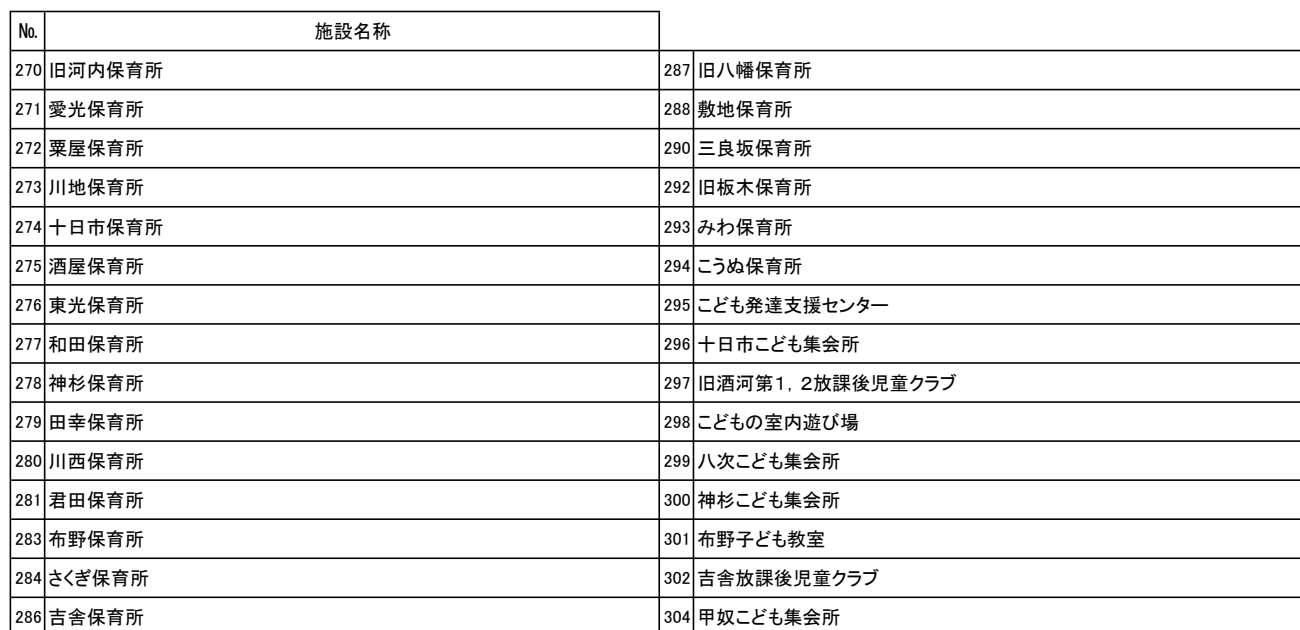 № 施設名称
270 旧河内保育所
271 愛光保育所
272 粟屋保育所
273 川地保育所
274 十日市保育所
275 酒屋保育所
276 東光保育所
277 和田保育所
278 神杉保育所
279 田幸保育所
280 川西保育所
281 君田保育所
283 布野保育所
284 さくぎ保育所
286 吉舎保育所
287 旧八幡保育所
288 敷地保育所
290 三良坂保育所
292 旧板木保育所
293 みわ保育所
294 こうぬ保育所
295 こども発達支援センター
296 十日市こども集会所
297 旧酒河第1，2放課後児童クラブ
298 こどもの室内遊び場
299 八次こども集会所
300 神杉こども集会所
301 布野子ども教室
302 吉舎放課後児童クラブ
304 甲奴こども集会所